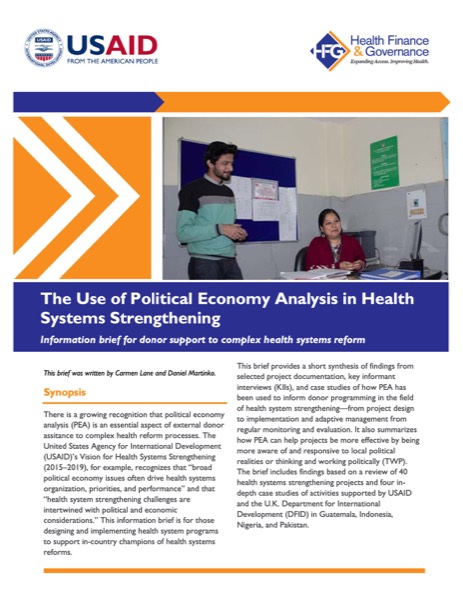 USAID
FROM THE AMERICAN PEOPLE
HFG
Health Finance
& Governance
Expanding Access. Improving Health.
The Use of Political Economy Analysis in Health
Systems Strengthening
Information brief for donor support to complex health systems reform
This brief was written by Carmen Lane and Daniel Martinka.
Synopsis
There is a growing recognition that political economy
analysis (PEA) is an essential aspect of external donor
assitance to complex health reform processes. The
United States Agency for International Development
(USAID)'s Vision for Health Systems Strengthening
(2015–2019), for example, recognizes that “broad
political economy issues often drive health systems
organization, priorities, and performance” and that
“health system strengthening challenges are
intertwined with political and economic
considerations.” This information brief is for those
designing and implementing health system programs
to support in-country champions of health systems
reforms.
This brief provides a short synthesis of findings from
selected project documentation, key informant
interviews (KIIs), and case studies of how PEA has
been used to inform donor programming in the field
of health system strengthening—from project design
to implementation and adaptive management from
regular monitoring and evaluation. It also summarizes
how PEA can help projects be more effective by being
more aware of and responsive to local political
realities or thinking and working politically (TWP).
The brief includes findings based on a review of 40
health systems strengthening projects and four in-
depth case studies of activities supported by USAID
and the U.K. Department for International
Development (DFID) in Guatemala, Indonesia,
Nigeria, and Pakistan.